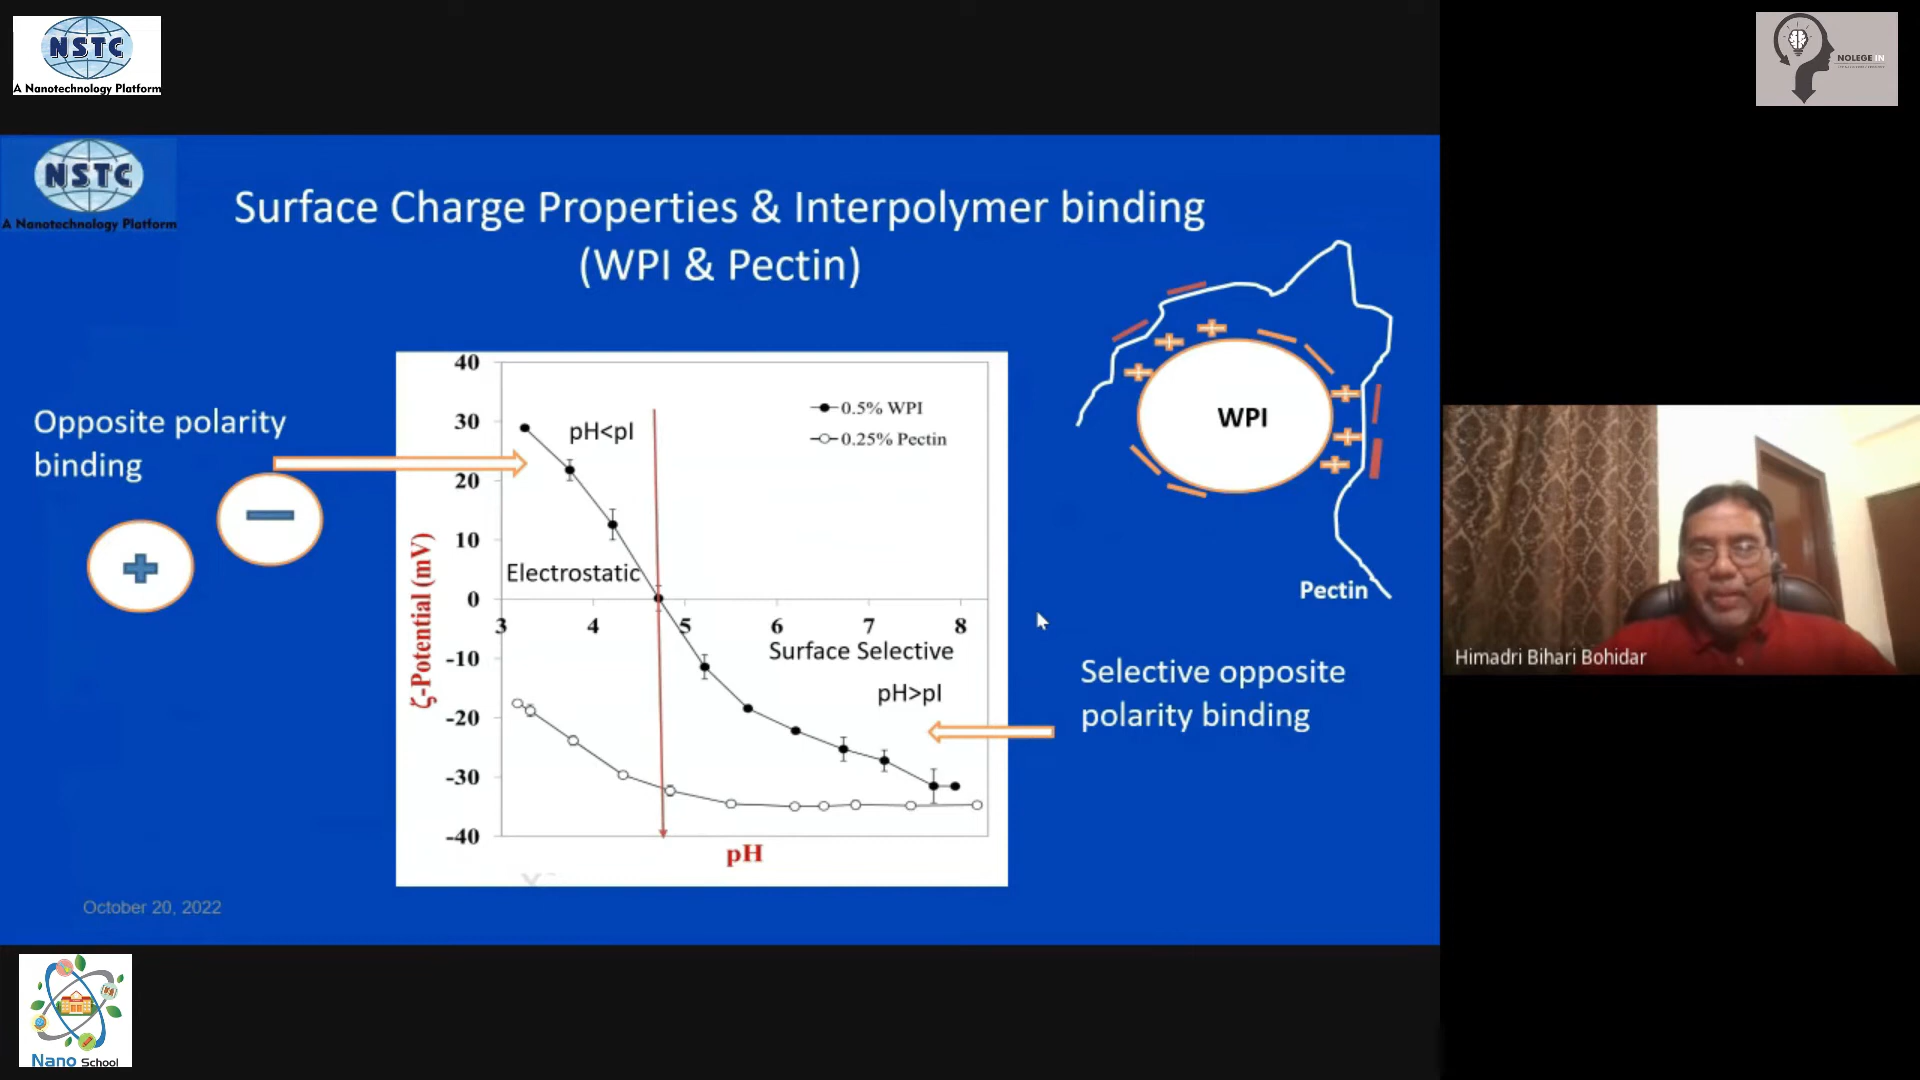 NSTC
A Nanotechnology Platform
NOLEGE IN
NSTC
A Nanotechnology Platform
Surface Charge Properties & Interpolymer binding
(WPI & Pectin)
Opposite polarity
binding
40
30
20
10
0
-10
-20
-30
-40
ζ-Potential (mV)
3
4
5
6
7
8
pH
pH<pI
0.5% WPI
0.25% Pectin
Electrostatic
Surface Selective
pH>pI
WPI
Pectin
Selective opposite
polarity binding
Himadri Bihari Bohidar
October 20, 2022
Nano School